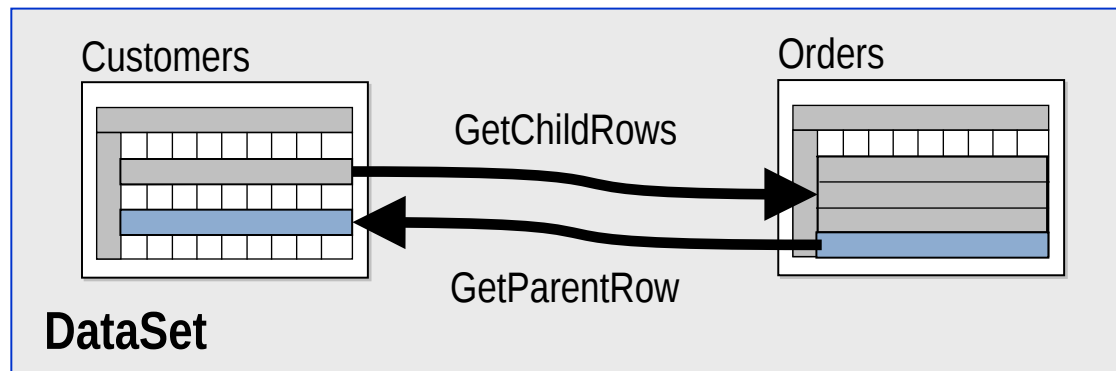 Customers
Orders
GetChildRows
GetParentRow
DataSet